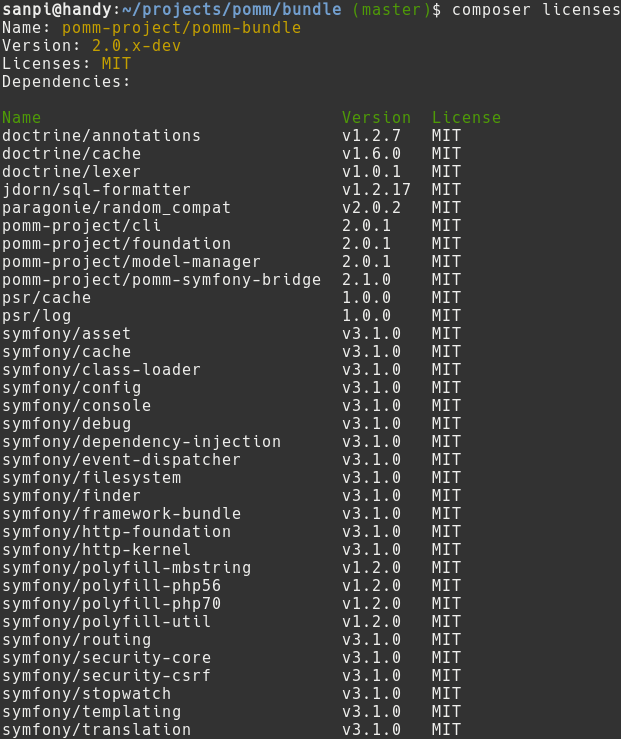 sanpi@handy:~/projects/pomm/bundle (master)$ composer licenses
Name: pomm-project/pomm-bundle
Version: 2.0.x-dev
Licenses: MIT
Dependencies:
Name Version License
doctrine/annotations v1.2.7 MIT
doctrine/cache v1.6.0 MIT
doctrine/lexer v1.0.1 MIT
jdorn/sql-formatter v1.2.17 MIT
paragonie/random_compat v2.0.2 MIT
pomm-project/cli 2.0.1 MIT
pomm-project/foundation 2.0.1 MIT
pomm-project/model-manager 2.0.1 MIT
pomm-project/pomm-symfony-bridge 2.1.0 MIT
psr/cache 1.0.0 MIT
psr/log 1.0.0 MIT
symfony/asset v3.1.0 MIT
symfony/cache v3.1.0 MIT
symfony/class-loader v3.1.0 MIT
symfony/config v3.1.0 MIT
symfony/console v3.1.0 MIT
symfony/debug v3.1.0 MIT
symfony/dependency-injection v3.1.0 MIT
symfony/event-dispatcher v3.1.0 MIT
symfony/filesystem v3.1.0 MIT
symfony/finder v3.1.0 MIT
symfony/framework-bundle v3.1.0 MIT
symfony/http-foundation v3.1.0 MIT
symfony/http-kernel v3.1.0 MIT
symfony/polyfill-mbstring v1.2.0 MIT
symfony/polyfill-php56 v1.2.0 MIT
symfony/polyfill-php70 v1.2.0 MIT
symfony/polyfill-util v1.2.0 MIT
symfony/routing v3.1.0 MIT
symfony/security-core v3.1.0 MIT
symfony/security-csrf v3.1.0 MIT
symfony/stopwatch v3.1.0 MIT
symfony/templating v3.1.0 MIT
symfony/translation v3.1.0 MIT